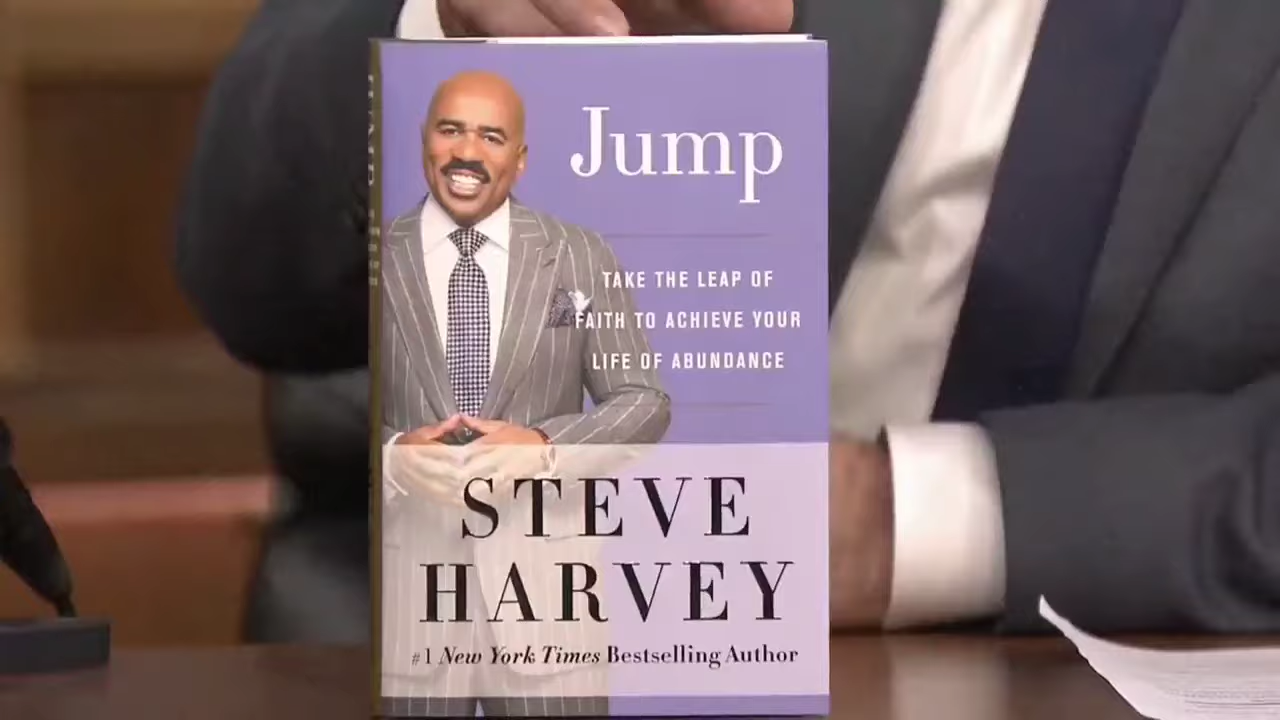 Jump
TAKE THE LEAP OF
FAITH TO ACHIEVE YOUR
LIFE OF ABUNDANCE
STEVE
HARVEY
#1 New York Times Bestselling Author